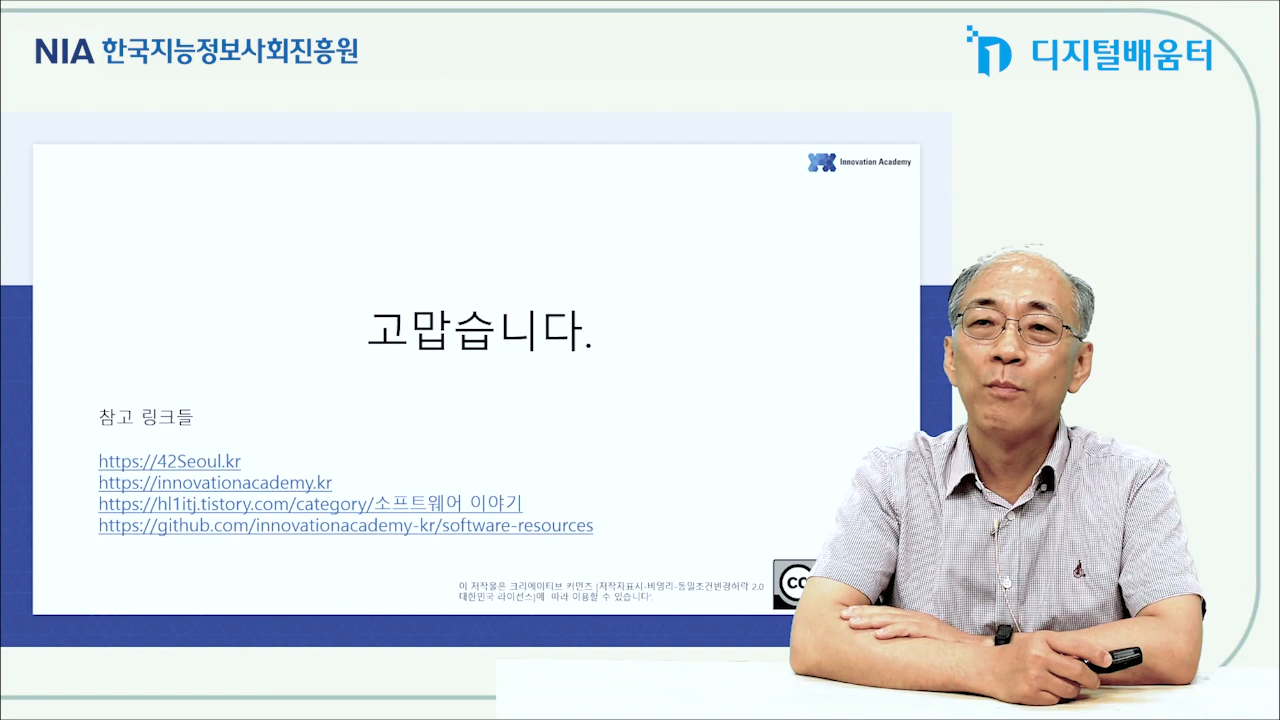 NIA 한국지능정보사회진흥원
디지털배움터
Innovation Academy
고맙습니다.
참고 링크들
https://42Seoul.kr
https://innovationacademy.kr
https://hl1itj.tistory.com/category/소프트웨어 이야기
https://github.com/innovationacademy-kr/software-resources
이 저작물은 크리에이티브 커먼즈 [저작자표시-비영리-동일조건변경허락 2.0
대한민국 라이선스]에 따라 이용할 수 있습니다.
cc